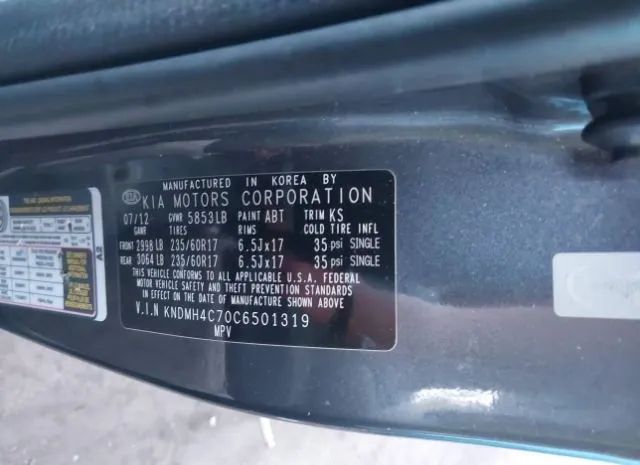 MANUFACTURED IN KOREA BY
KIA KIA MOTORS CORPORATION
07/12 GVWR 5853LB PAINT ABT TRIM KS
GAWR TIRES RIMS COLD TIRE INFL
FRONT 2998 LB 235/60R17 6.5Jx17 35 psi SINGLE
REAR 3064 LB 235/60R17 6.5Jx17 35 psi SINGLE
THIS VEHICLE CONFORMS TO ALL APPLICABLE U.S.A. FEDERAL
MOTOR VEHICLE SAFETY AND THEFT PREVENTION STANDARDS
IN EFFECT ON THE DATE OF MANUFACTURE SHOWN ABOVE
V.I.N KNDMH4C70C6501319
MPV
A2